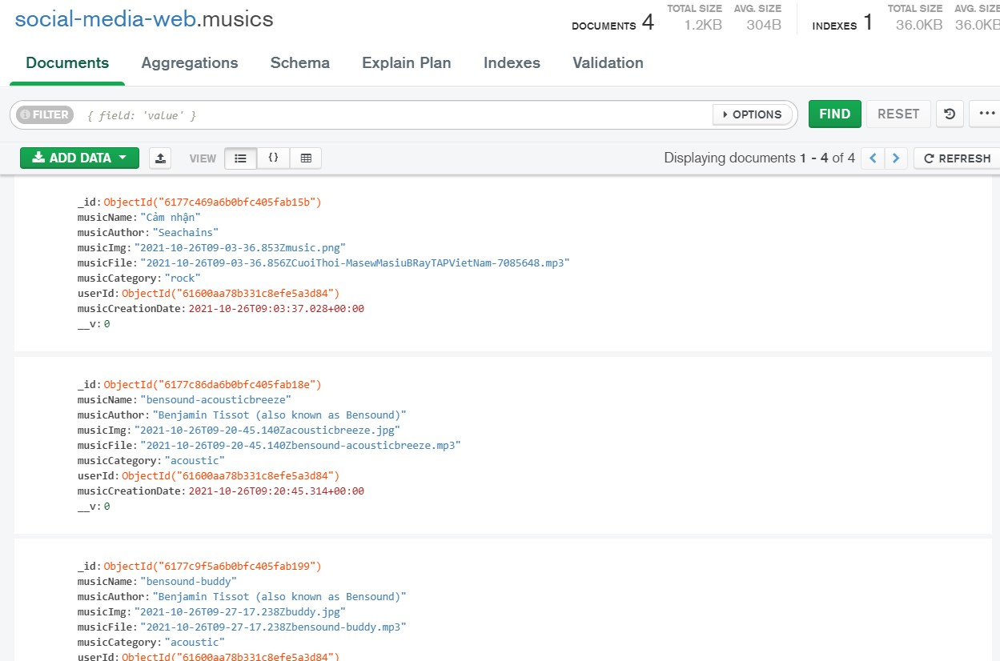 social-media-web.musics
DOCUMENTS 4 TOTAL SIZE 1.2KB AVG. SIZE 304B INDEXES 1 TOTAL SIZE 36.0KB AVG. SIZE 36.0KB
Documents Aggregations Schema Explain Plan Indexes Validation
FILTER { field: 'value' } OPTIONS FIND RESET
ADD DATA VIEW {} Displaying documents 1 - 4 of 4 REFRESH
_id: ObjectId("6177c469a6b0bfc405fab15b")
musicName: "Cảm nhận"
musicAuthor: "Seachains"
musicImg: "2021-10-26T09-03-36.853Zmusic.png"
musicFile: "2021-10-26T09-03-36.856ZCuoiThoi-MasewMasiuBRayTAPVietNam-7085648.mp3"
musicCategory: "rock"
userId: ObjectId("61600aa78b331c8efe5a3d84")
musicCreationDate: 2021-10-26T09:03:37.028+00:00
__v: 0
_id: ObjectId("6177c86da6b0bfc405fab18e")
musicName: "bensound-acousticbreeze"
musicAuthor: "Benjamin Tissot (also known as Bensound)"
musicImg: "2021-10-26T09-20-45.140Zacousticbreeze.jpg"
musicFile: "2021-10-26T09-20-45.140Zbensound-acousticbreeze.mp3"
musicCategory: "acoustic"
userId: ObjectId("61600aa78b331c8efe5a3d84")
musicCreationDate: 2021-10-26T09:20:45.314+00:00
__v: 0
_id: ObjectId("6177c9f5a6b0bfc405fab199")
musicName: "bensound-buddy"
musicAuthor: "Benjamin Tissot (also known as Bensound)"
musicImg: "2021-10-26T09-27-17.238Zbuddy.jpg"
musicFile: "2021-10-26T09-27-17.238Zbensound-buddy.mp3"
musicCategory: "acoustic"
userId: ObjectId("61600aa78b331c8efe5a3d84")